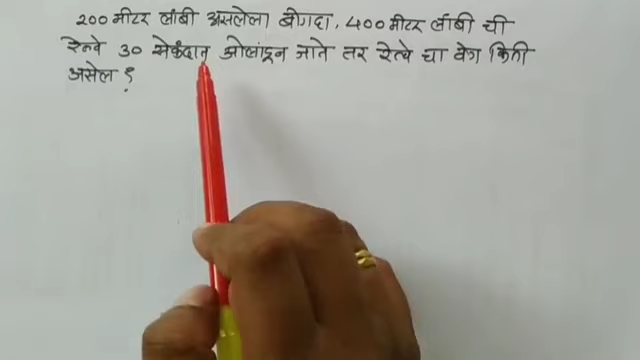 200 मीटर लांबी असलेला बोगदा, 400 मीटर लांबी ची
रेल्वे 30 सेकंदात ओलांडून जाते तर रेल्वे चा वेग किती
असेल ?